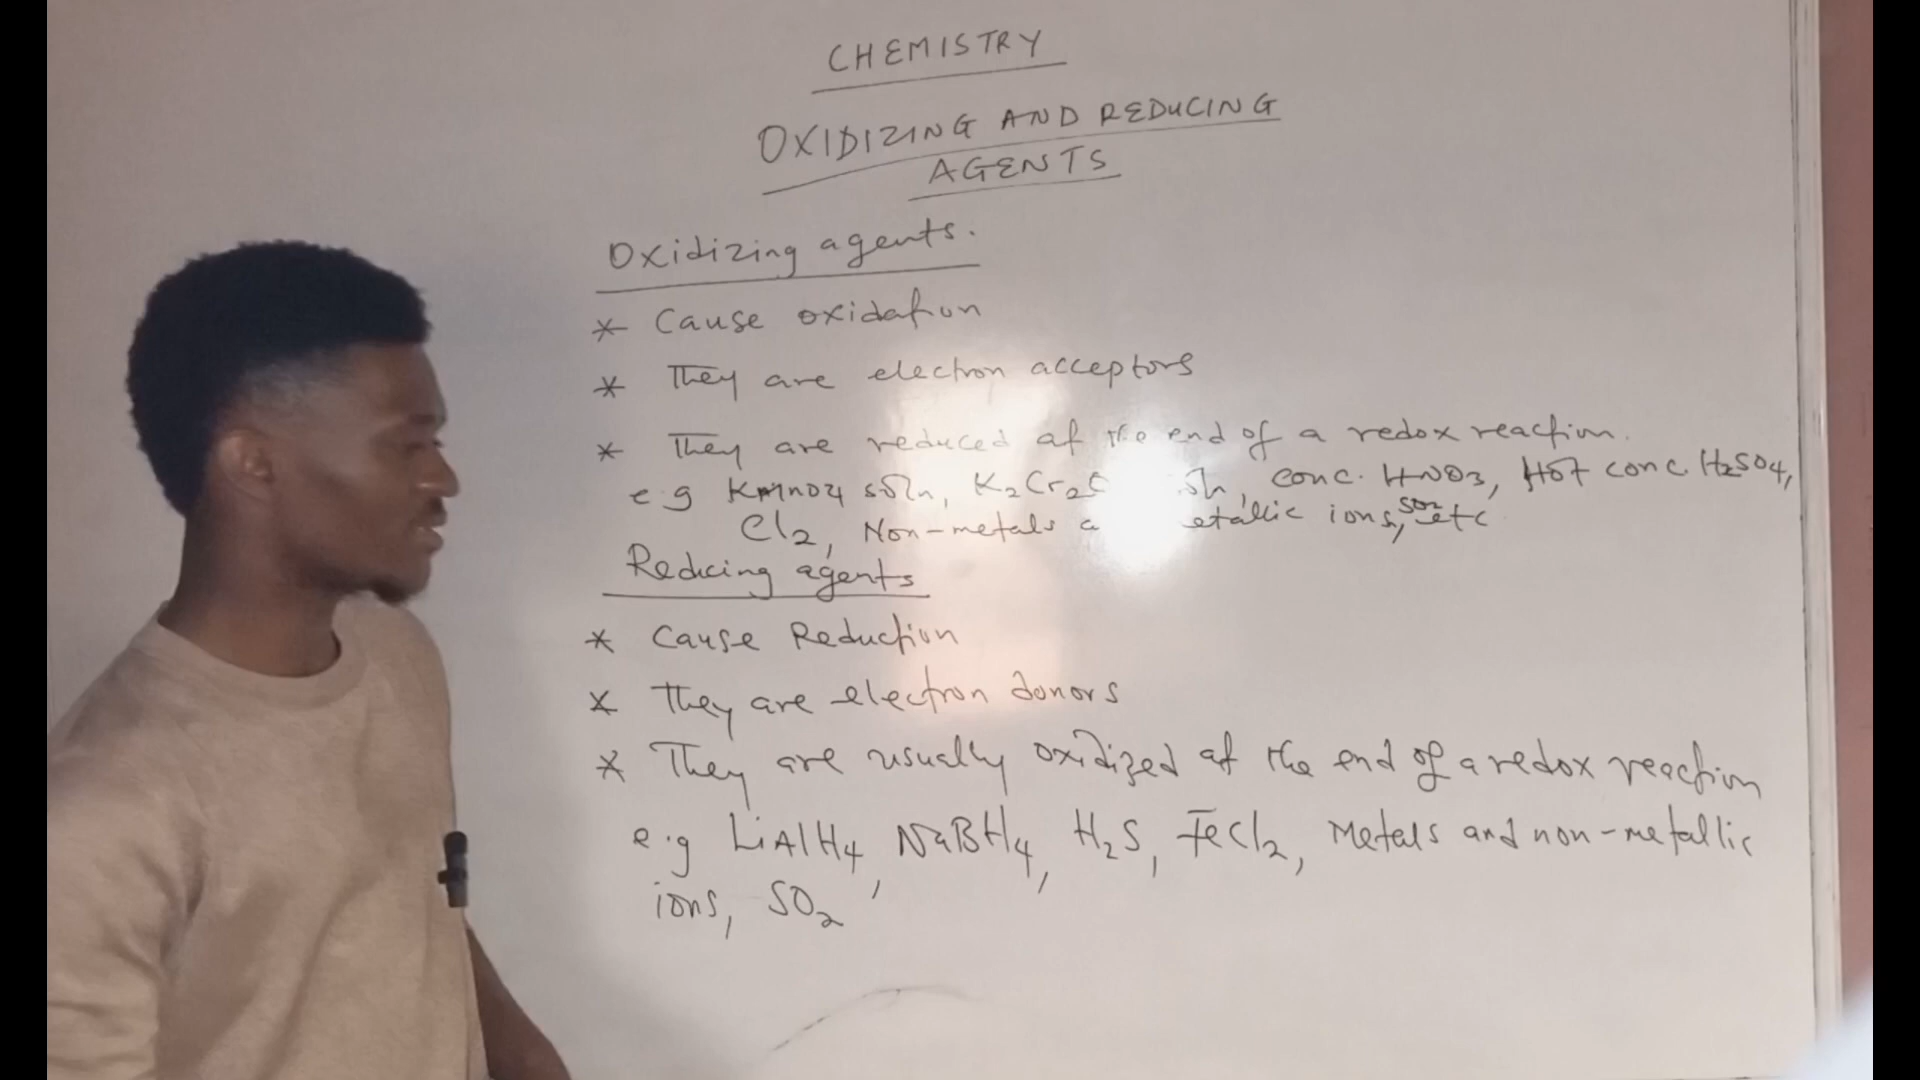 CHEMISTRY
OXIDIZING AND REDUCING
AGENTS
Oxidizing agents.
* Cause oxidation
* They are electron acceptors
* They are reduced at the end of a redox reaction.
e.g KMnO4 soln, K2Cr2 soln, conc. HNO3, Hot conc. H2SO4,
Cl2, Non-metals ions, SO2 etc
Reducing agents
* Cause Reduction
* They are electron donors
* They are usually oxidized at the end of a redox reaction
e.g LiAlH4, NaBH4, H2S, FeCl2, Metals and non-metallic
ions, SO2